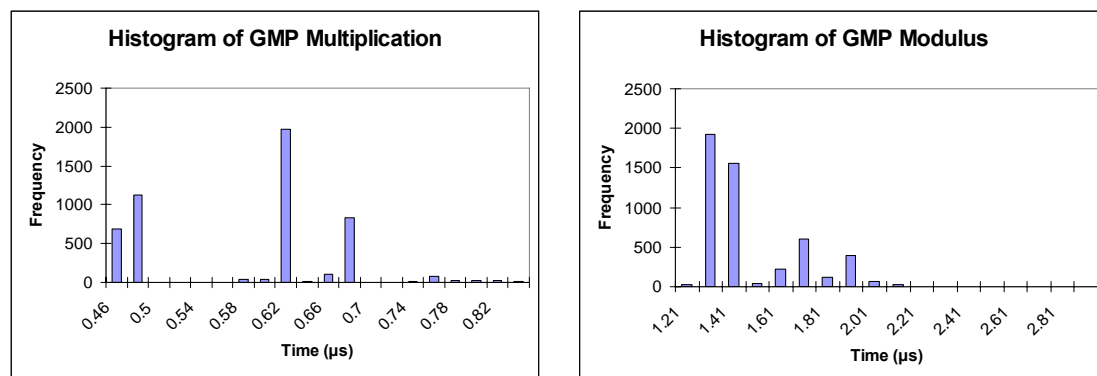 Histogram of GMP Multiplication
2500
2000
1500
1000
500
0
Frequency
0.46 0.5 0.54 0.58 0.62 0.66 0.7 0.74 0.78 0.82
Time (µs)
Histogram of GMP Modulus
2500
2000
1500
1000
500
0
Frequency
1.21 1.41 1.61 1.81 2.01 2.21 2.41 2.61 2.81
Time (µs)